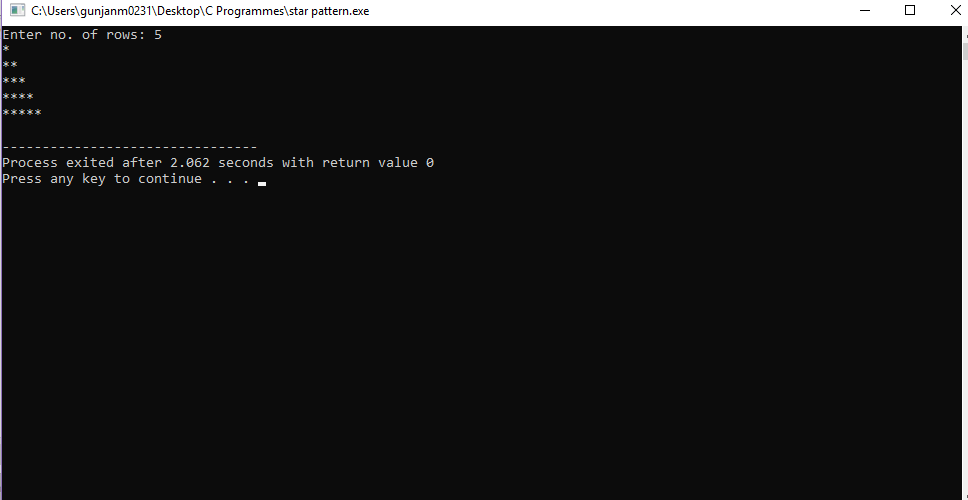 C:\Users\gunjanm0231\Desktop\C Programmes\star pattern.exe
Enter no. of rows: 5
*
**
***
****
*****
--------------------------------
Process exited after 2.062 seconds with return value 0
Press any key to continue . . .